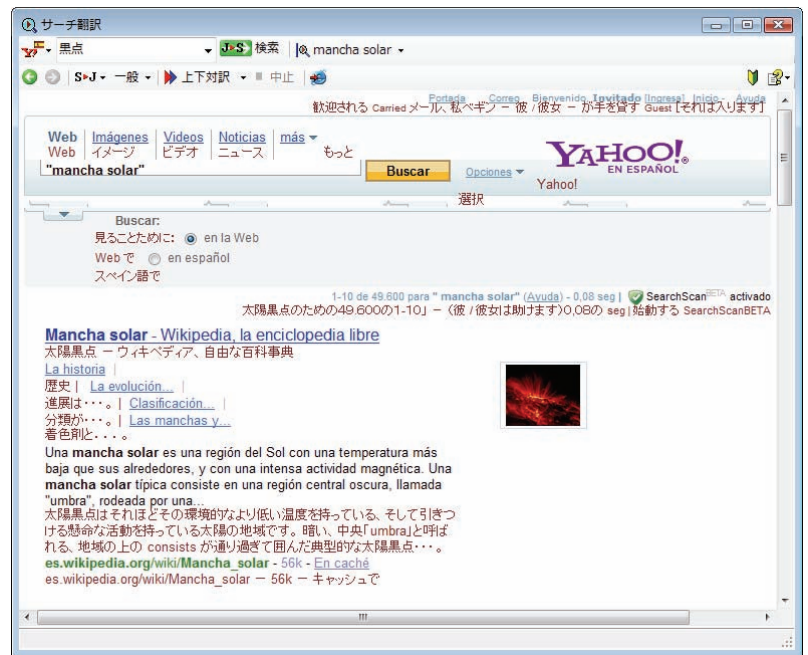 サーチ翻訳
黒点 J▸S 検索 mancha solar
S▸J 一般 上下対訳 中止
Portada Correo Bienvenido, Invitado [Ingresa] Inicio - Ayuda
歓迎される Carried メール、私ペギン － 彼 /彼女 － が手を貸す Guest [それは入ります]
Web Imágenes Videos Noticias más
Web イメージ ビデオ ニュース もっと
"mancha solar" Buscar Opciones YAHOO! EN ESPAÑOL
選択 Yahoo!
Buscar:
見ることために: en la Web
Web で en español
スペイン語で
1-10 de 49.600 para " mancha solar" (Ayuda) - 0,08 seg | SearchScan BETA activado
太陽黒点のための49.600の1-10」 － (彼 /彼女は助けます)0,08の seg|始動する SearchScanBETA
Mancha solar - Wikipedia, la enciclopedia libre
太陽黒点 － ウィキペディア、自由な百科事典
La historia |
歴史 | La evolución... |
進展は・・・。| Clasificación... |
分類が・・・。| Las manchas y...
着色剤と・・・。
Una mancha solar es una región del Sol con una temperatura más
baja que sus alrededores, y con una intensa actividad magnética. Una
mancha solar típica consiste en una región central oscura, llamada
"umbra", rodeada por una...
太陽黒点はそれほどその環境的なより低い温度を持っている、そして引きつ
ける懸命な活動を持っている太陽の地域です。暗い、中央「umbra」と呼ば
れる、地域の上の consists が通り過ぎて囲んだ典型的な太陽黒点・・・。
es.wikipedia.org/wiki/Mancha_solar - 56k - En caché
es.wikipedia.org/wiki/Mancha_solar － 56k － キャッシュで